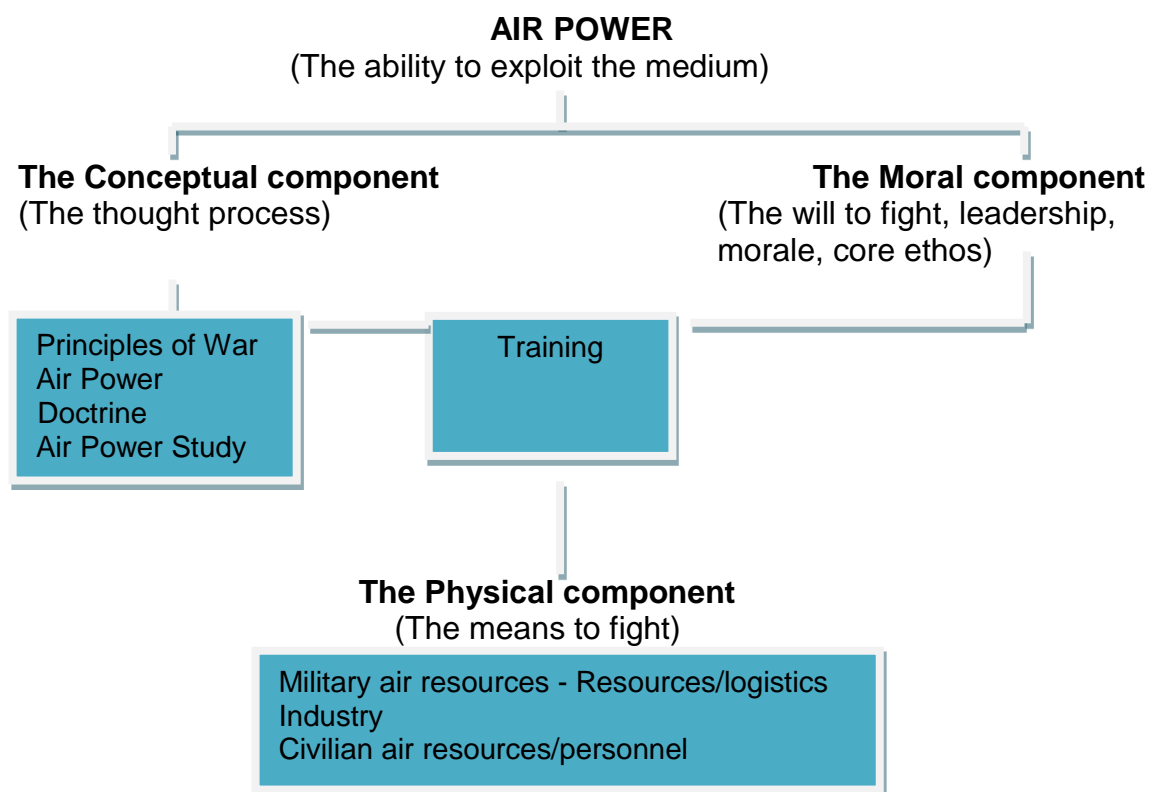 AIR POWER
(The ability to exploit the medium)
The Conceptual component
(The thought process)
The Moral component
(The will to fight, leadership,
morale, core ethos)
Principles of War
Air Power
Doctrine
Air Power Study
Training
The Physical component
(The means to fight)
Military air resources - Resources/logistics
Industry
Civilian air resources/personnel